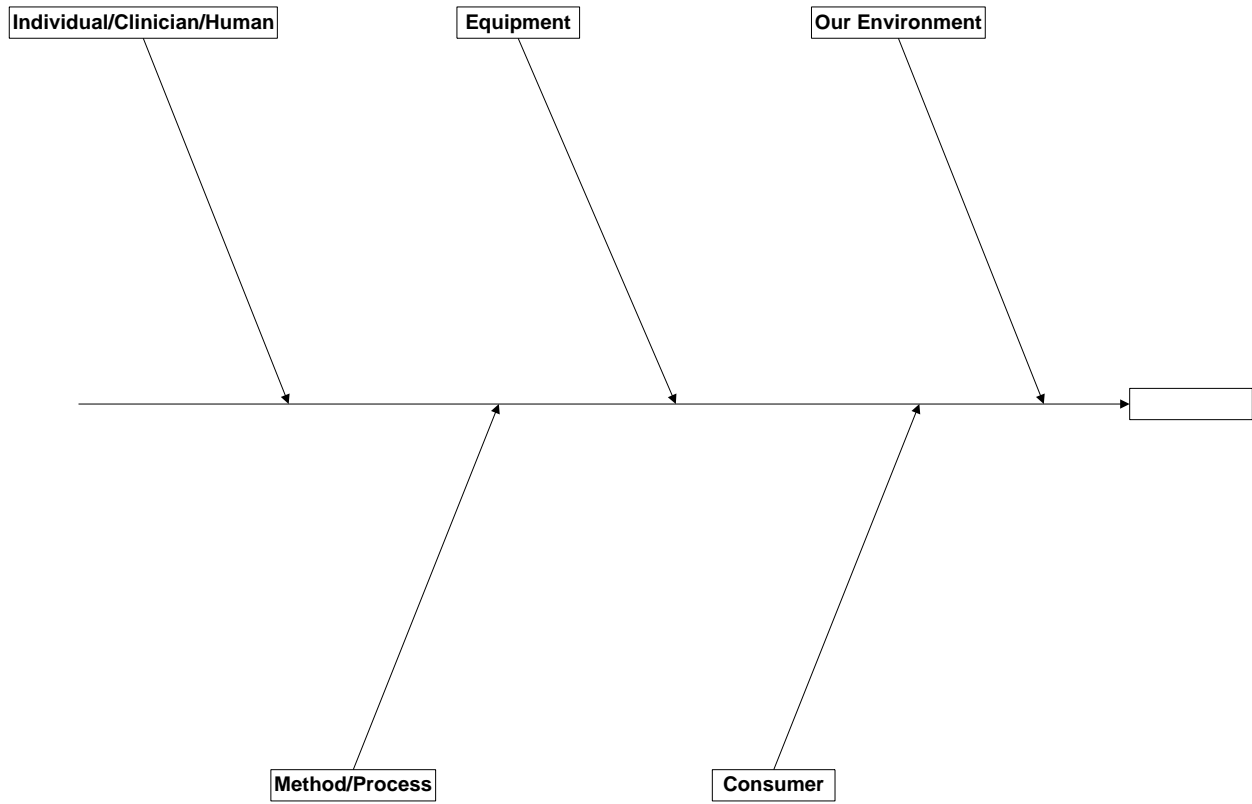 Individual/Clinician/Human
Equipment
Our Environment
Method/Process
Consumer